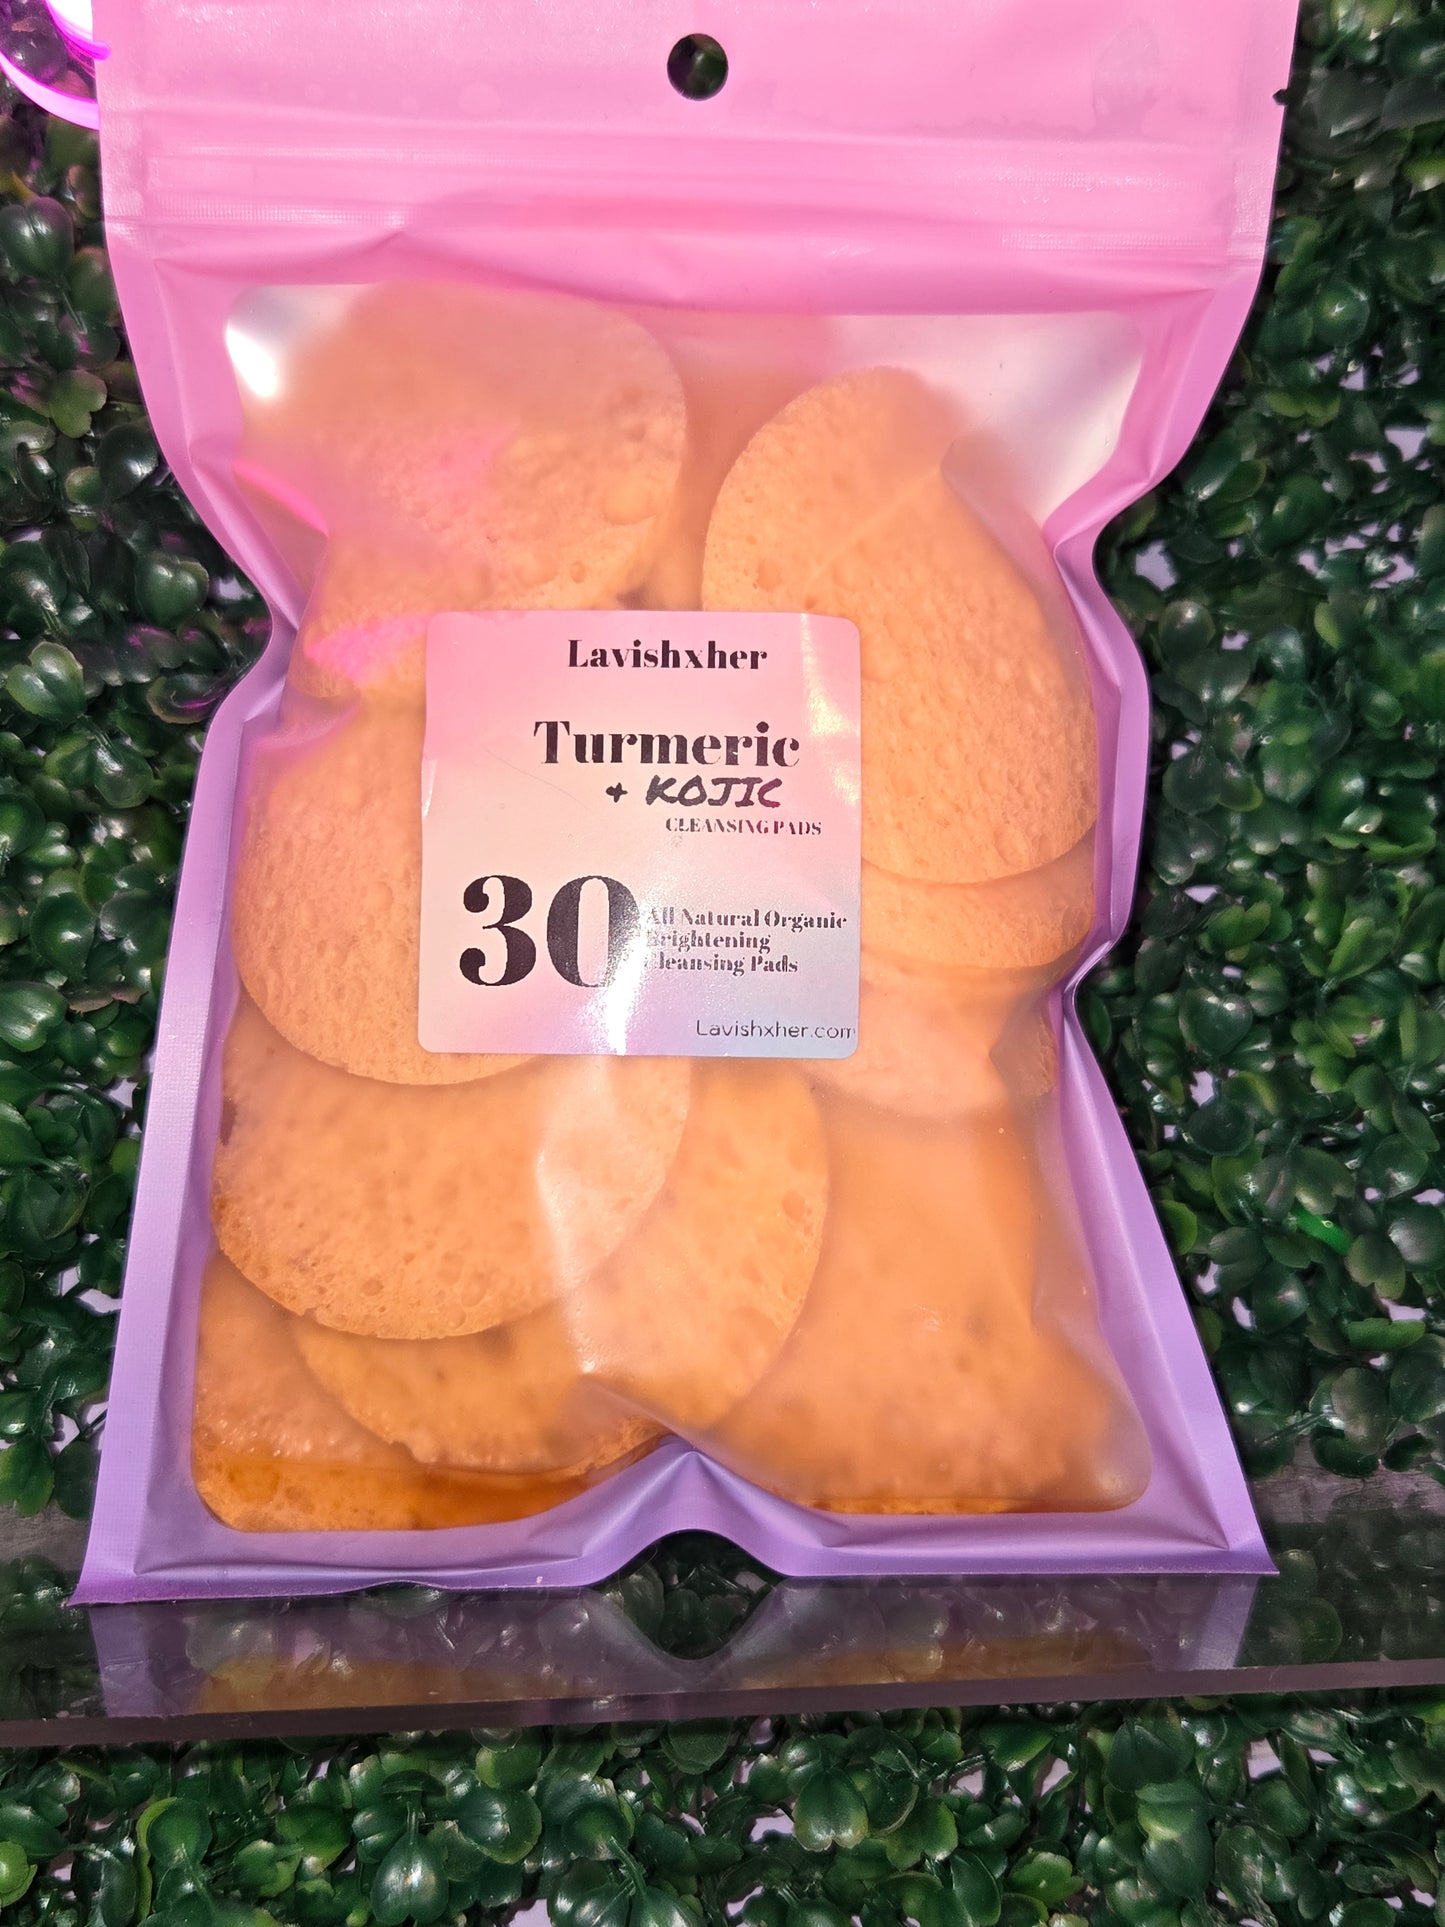 Lavishxher
Turmeric
+ KOJIC
CLEANSING PADS
30
All Natural Organic
Brightening
Cleansing Pads
Lavishxher.com